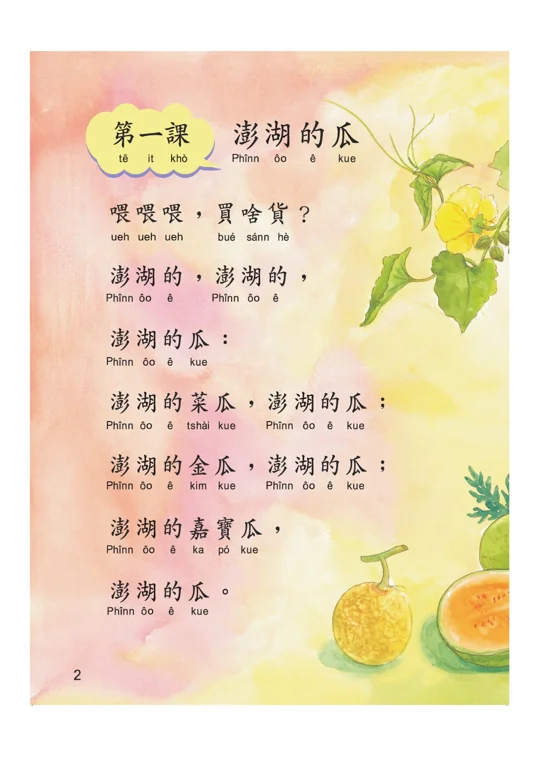 第一課 澎湖的瓜
tē it khò Phînn ôo ê kue
喂喂喂，買啥貨？
ueh ueh ueh bué sánn hè
澎湖的，澎湖的，
Phînn ôo ê Phînn ôo ê
澎湖的瓜：
Phînn ôo ê kue
澎湖的菜瓜，澎湖的瓜；
Phînn ôo ê tshài kue Phînn ôo ê kue
澎湖的金瓜，澎湖的瓜；
Phînn ôo ê kim kue Phînn ôo ê kue
澎湖的嘉寶瓜，
Phînn ôo ê ka pó kue
澎湖的瓜。
Phînn ôo ê kue
2